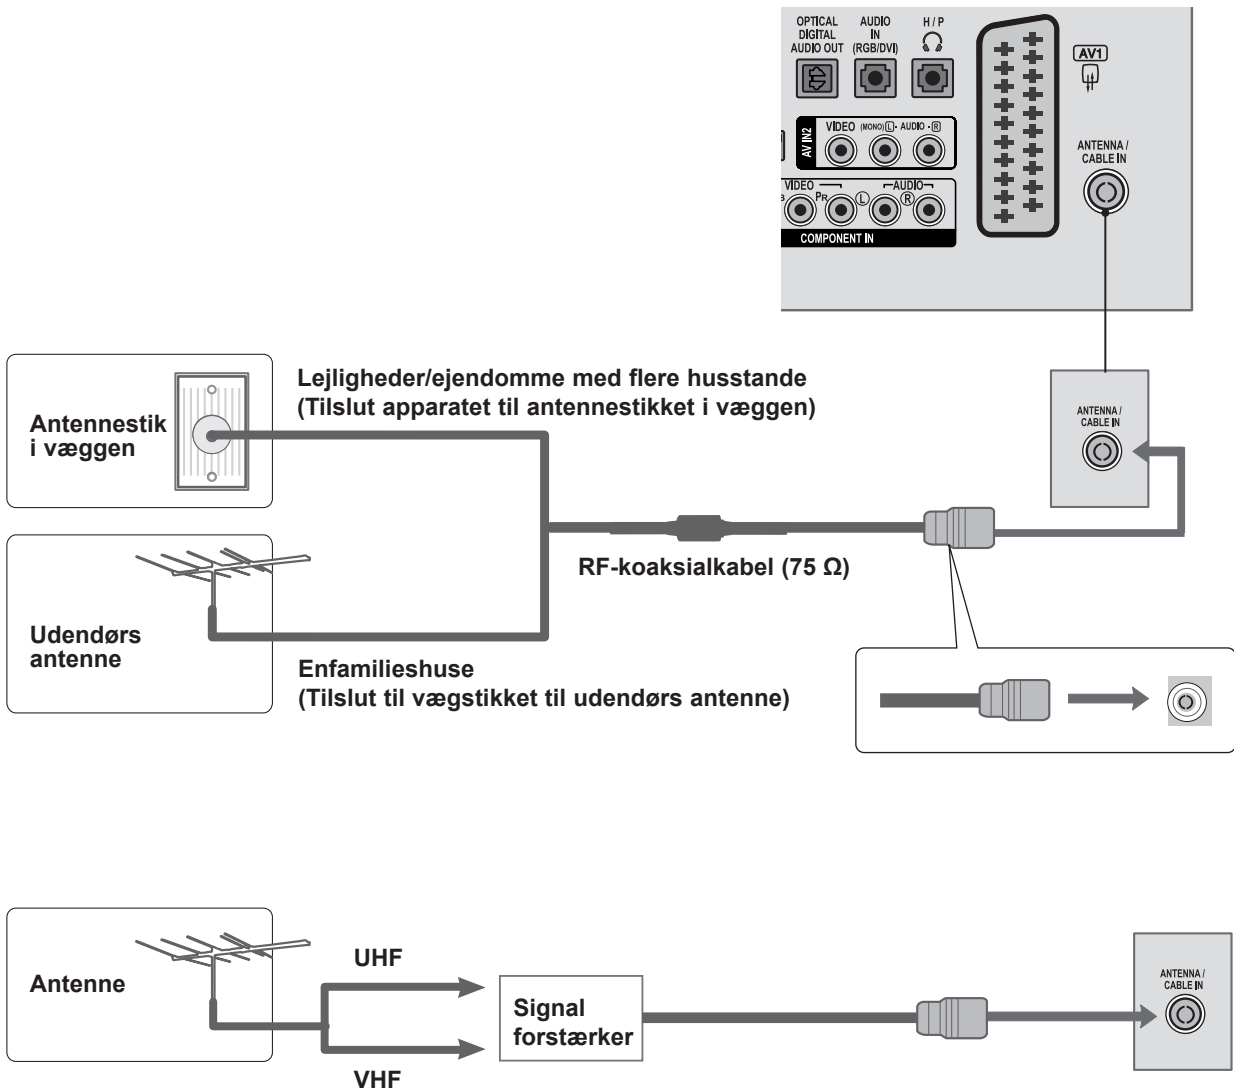 OPTICAL
DIGITAL
AUDIO OUT
AUDIO
IN
(RGB/DVI)
H / P
AV1
AV IN2
VIDEO
(MONO) L - AUDIO - R
ANTENNA /
CABLE IN
VIDEO
AUDIO
B
PR
L
R
COMPONENT IN
Antennestik
i væggen
Lejligheder/ejendomme med flere husstande
(Tilslut apparatet til antennestikket i væggen)
ANTENNA /
CABLE IN
RF-koaksialkabel (75 Ω)
Udendørs
antenne
Enfamilieshuse
(Tilslut til vægstikket til udendørs antenne)
Antenne
UHF
VHF
Signal
forstærker
ANTENNA /
CABLE IN